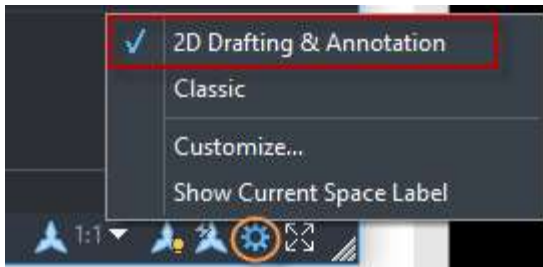 2D Drafting & Annotation
Classic
Customize...
Show Current Space Label
1:1